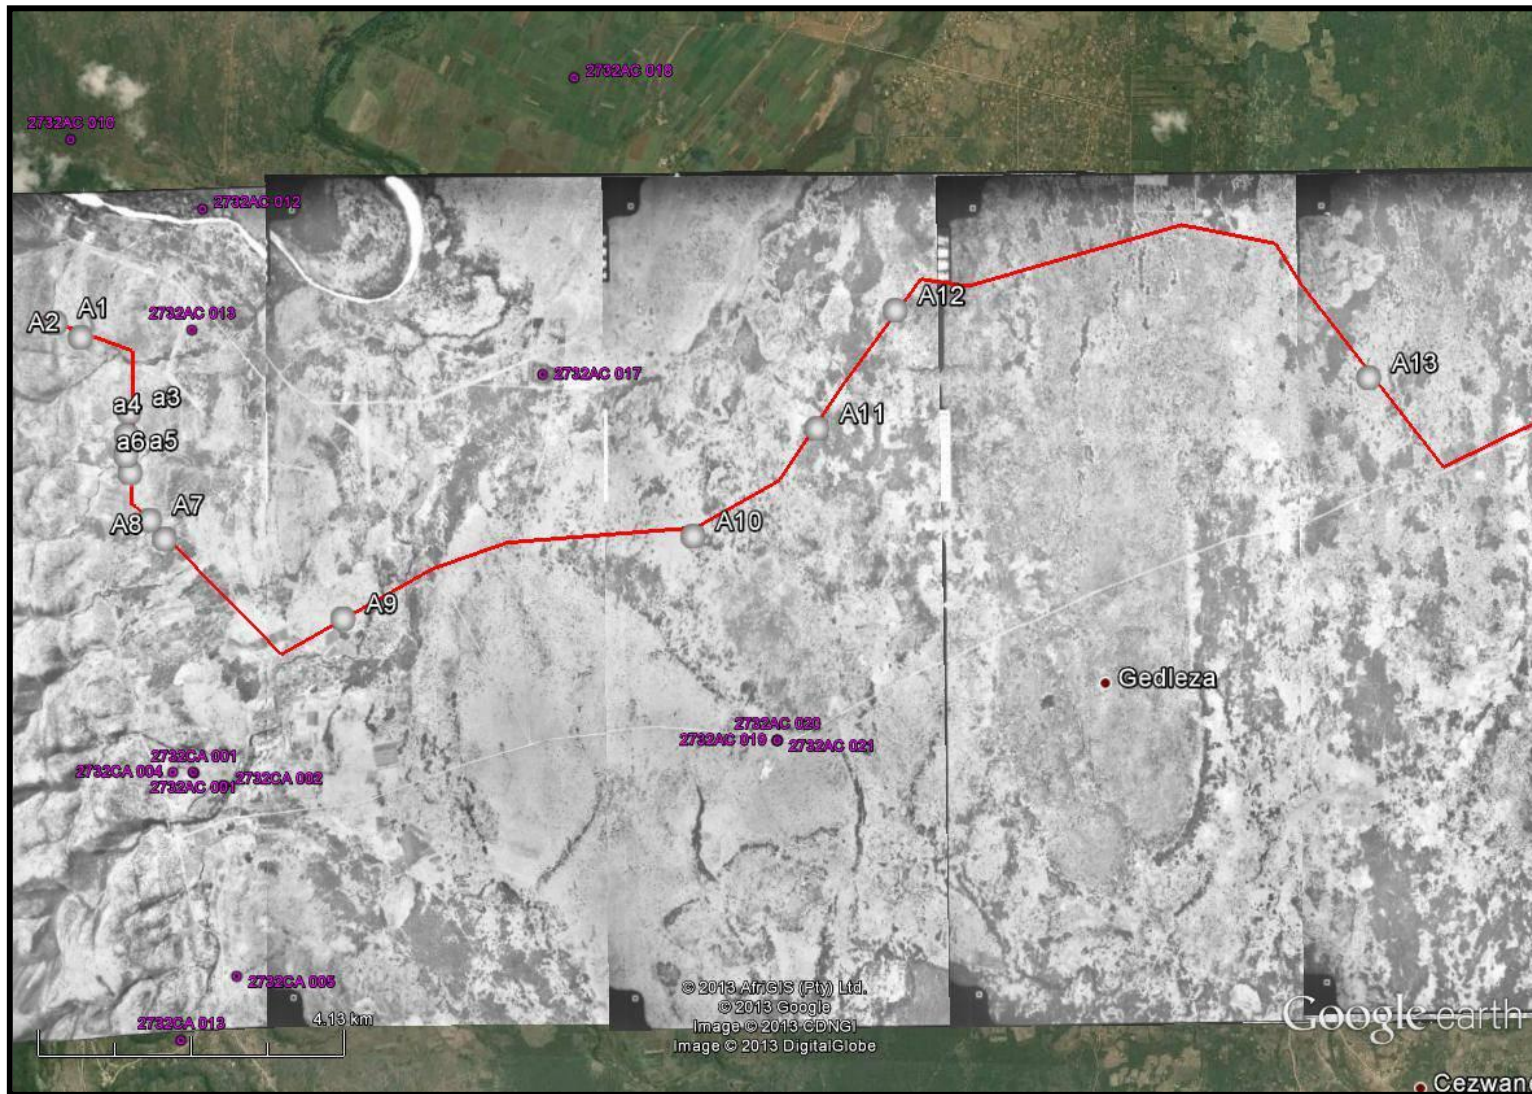 2732AC 018
2732AC 016
2732AC 012
A2
A1
2732AC 013
A12
2732AC 017
A13
a4
a3
A11
a6
a5
A8
A7
A10
A9
Gedleza
2732AC 020
2732AC 019
2732AC 021
2732CA 001
2732CA 004
2732CA 002
2732AC 001
2732CA 005
2732CA 013
4.13 km
© 2013 AfriGIS (Pty) Ltd.
© 2013 Google
Image © 2013 CDNGI
Image © 2013 DigitalGlobe
Google earth
Cezwan